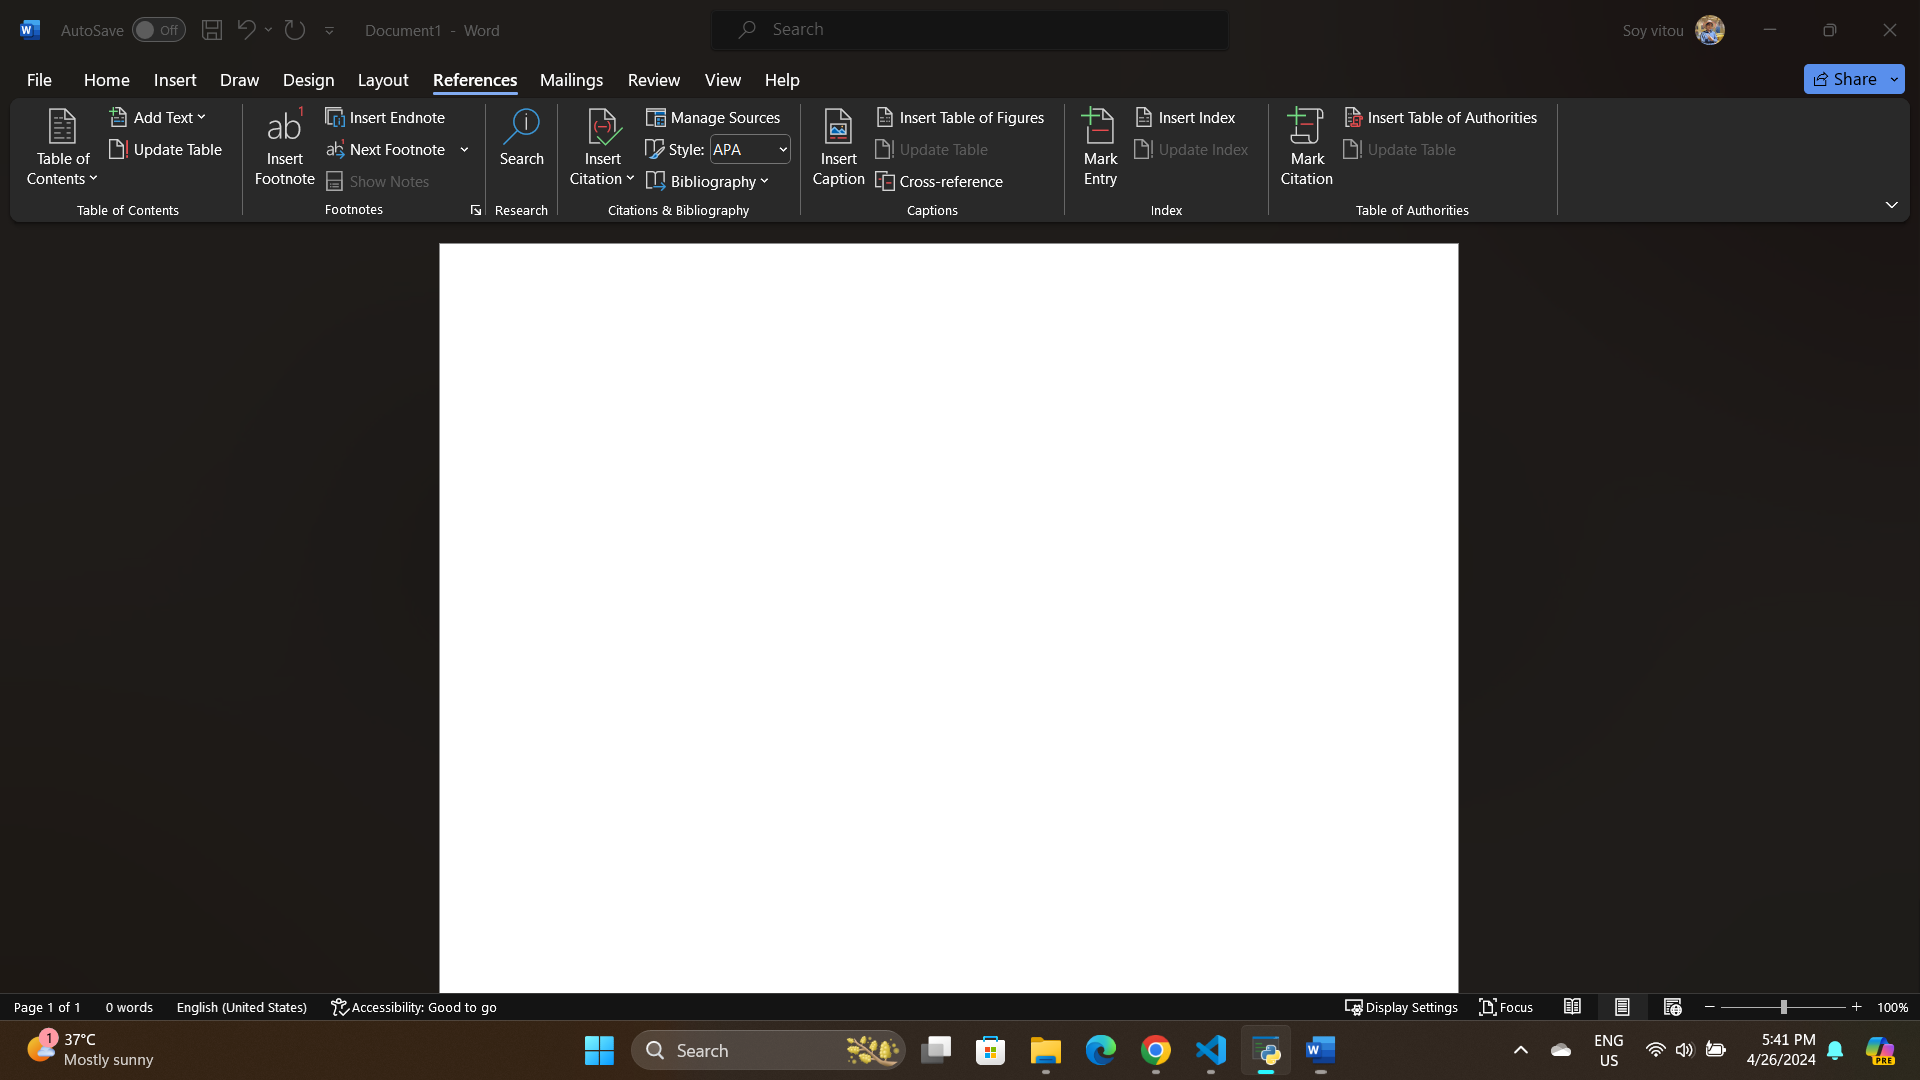 AutoSave Off Document1 - Word Search Soy vitou
File Home Insert Draw Design Layout References Mailings Review View Help Share
Table of Contents
Add Text
Update Table
Table of Contents
ab 1
Insert Footnote
Insert Endnote
Next Footnote
Show Notes
Footnotes
Search
Research
Insert Citation
Manage Sources
Style: APA
Bibliography
Citations & Bibliography
Insert Caption
Insert Table of Figures
Update Table
Cross-reference
Captions
Mark Entry
Insert Index
Update Index
Index
Mark Citation
Insert Table of Authorities
Update Table
Table of Authorities
Page 1 of 1 0 words English (United States) Accessibility: Good to go Display Settings Focus 100%
1 37°C
Mostly sunny
Search
ENG
US
5:41 PM
4/26/2024
PRE